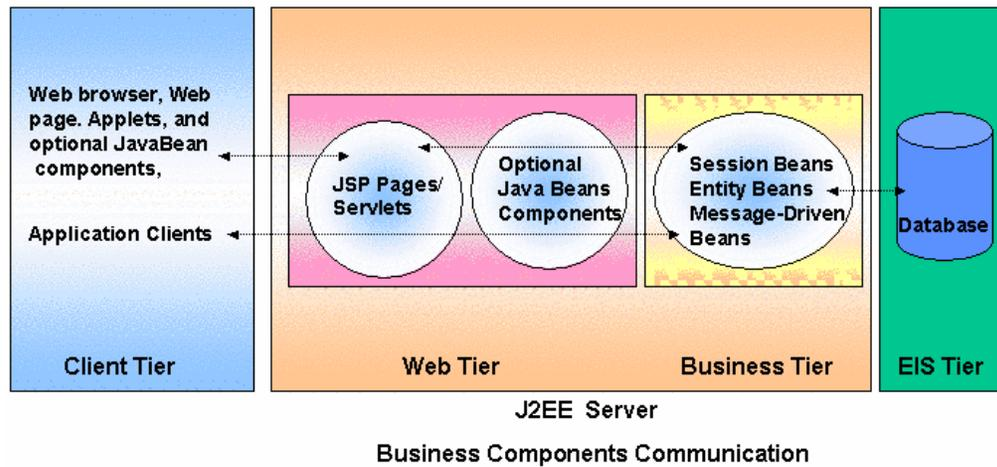 Web browser, Web
page. Applets, and
optional JavaBean
components,
Application Clients
Client Tier
JSP Pages/
Servlets
Optional
Java Beans
Components
Web Tier
Session Beans
Entity Beans
Message-Driven
Beans
Business Tier
Database
EIS Tier
J2EE Server
Business Components Communication